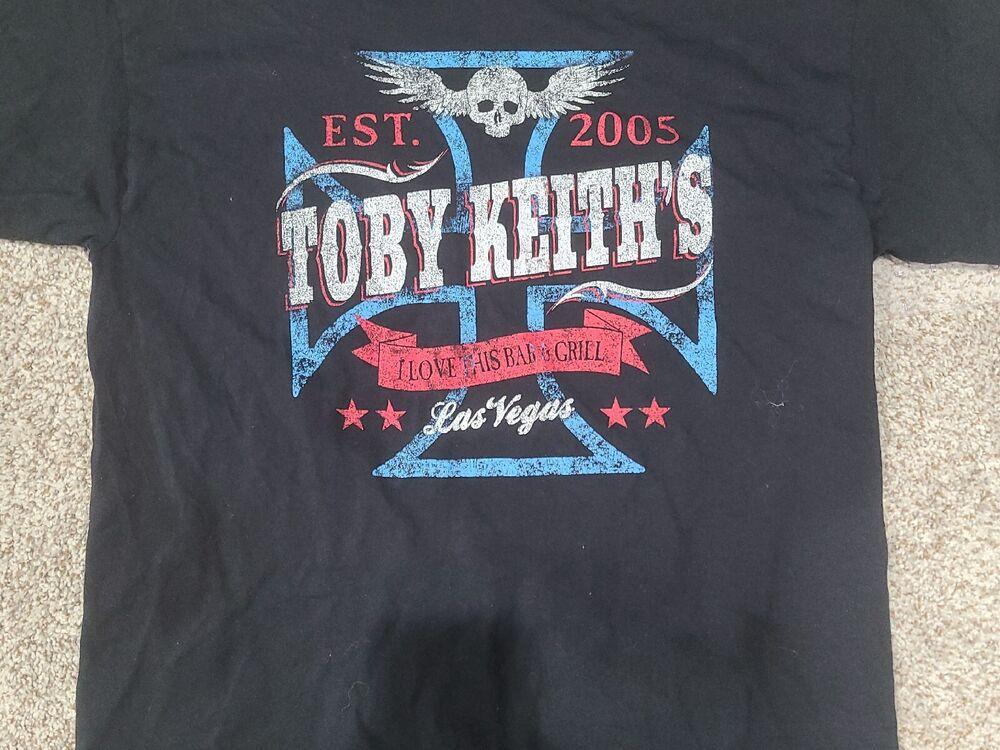 EST. 2005
TOBY KEITH'S
I LOVE THIS BAR & GRILL
Las Vegas